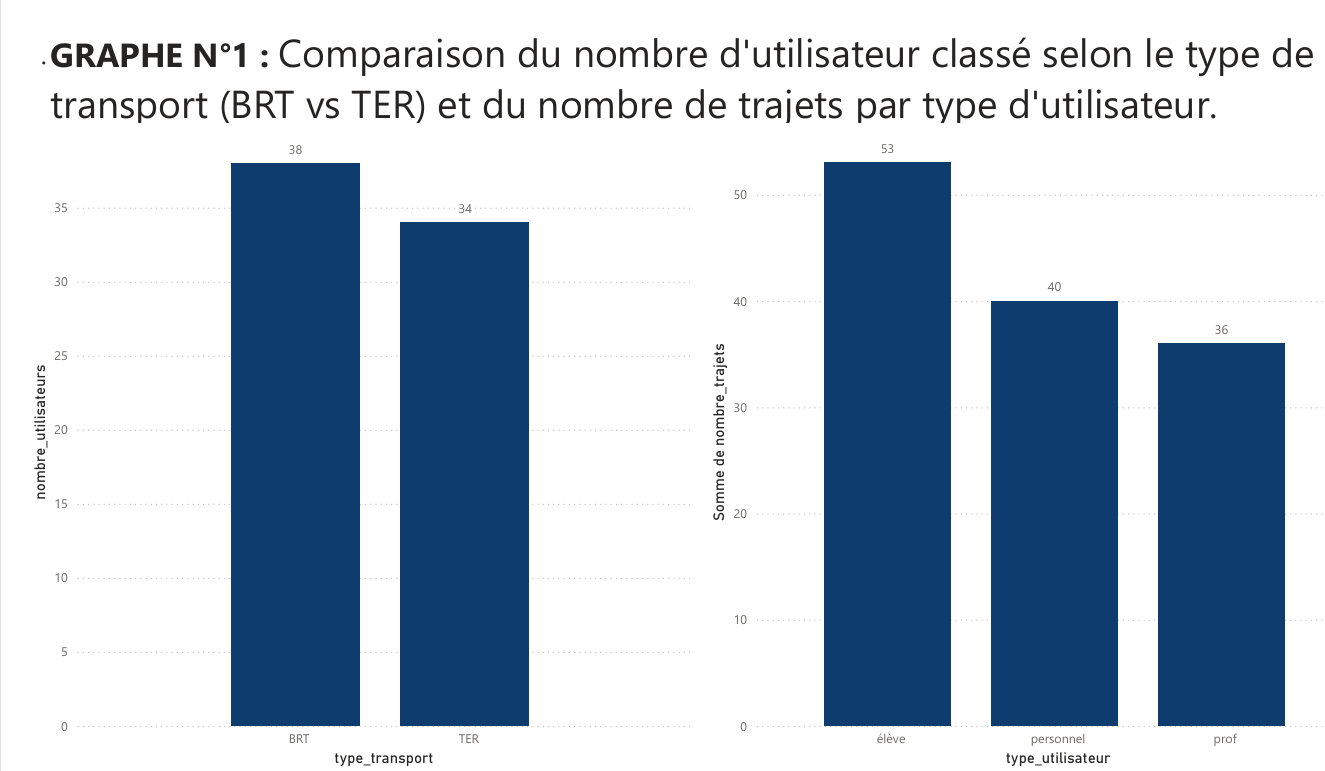 . GRAPHE N°1 : Comparaison du nombre d'utilisateur classé selon le type de
transport (BRT vs TER) et du nombre de trajets par type d'utilisateur.
nombre_utilisateurs
35
30
25
20
15
10
5
0
38
34
BRT
TER
type_transport
Somme de nombre_trajets
50
40
30
20
10
0
53
40
36
élève
personnel
prof
type_utilisateur